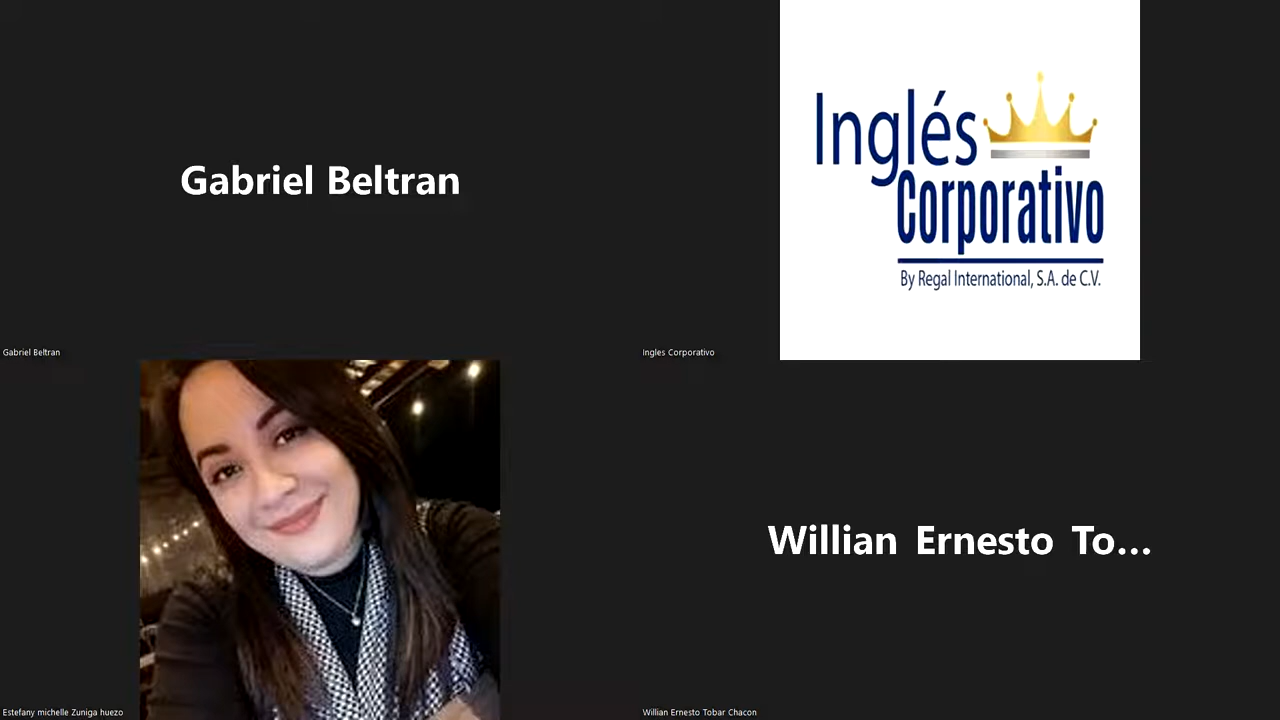 Gabriel Beltran
Gabriel Beltran
Inglés
Corporativo
By Regal International, S.A. de C.V.
Ingles Corporativo
Estefany michelle Zuniga huezo
Willian Ernesto To...
Willian Ernesto Tobar Chacon